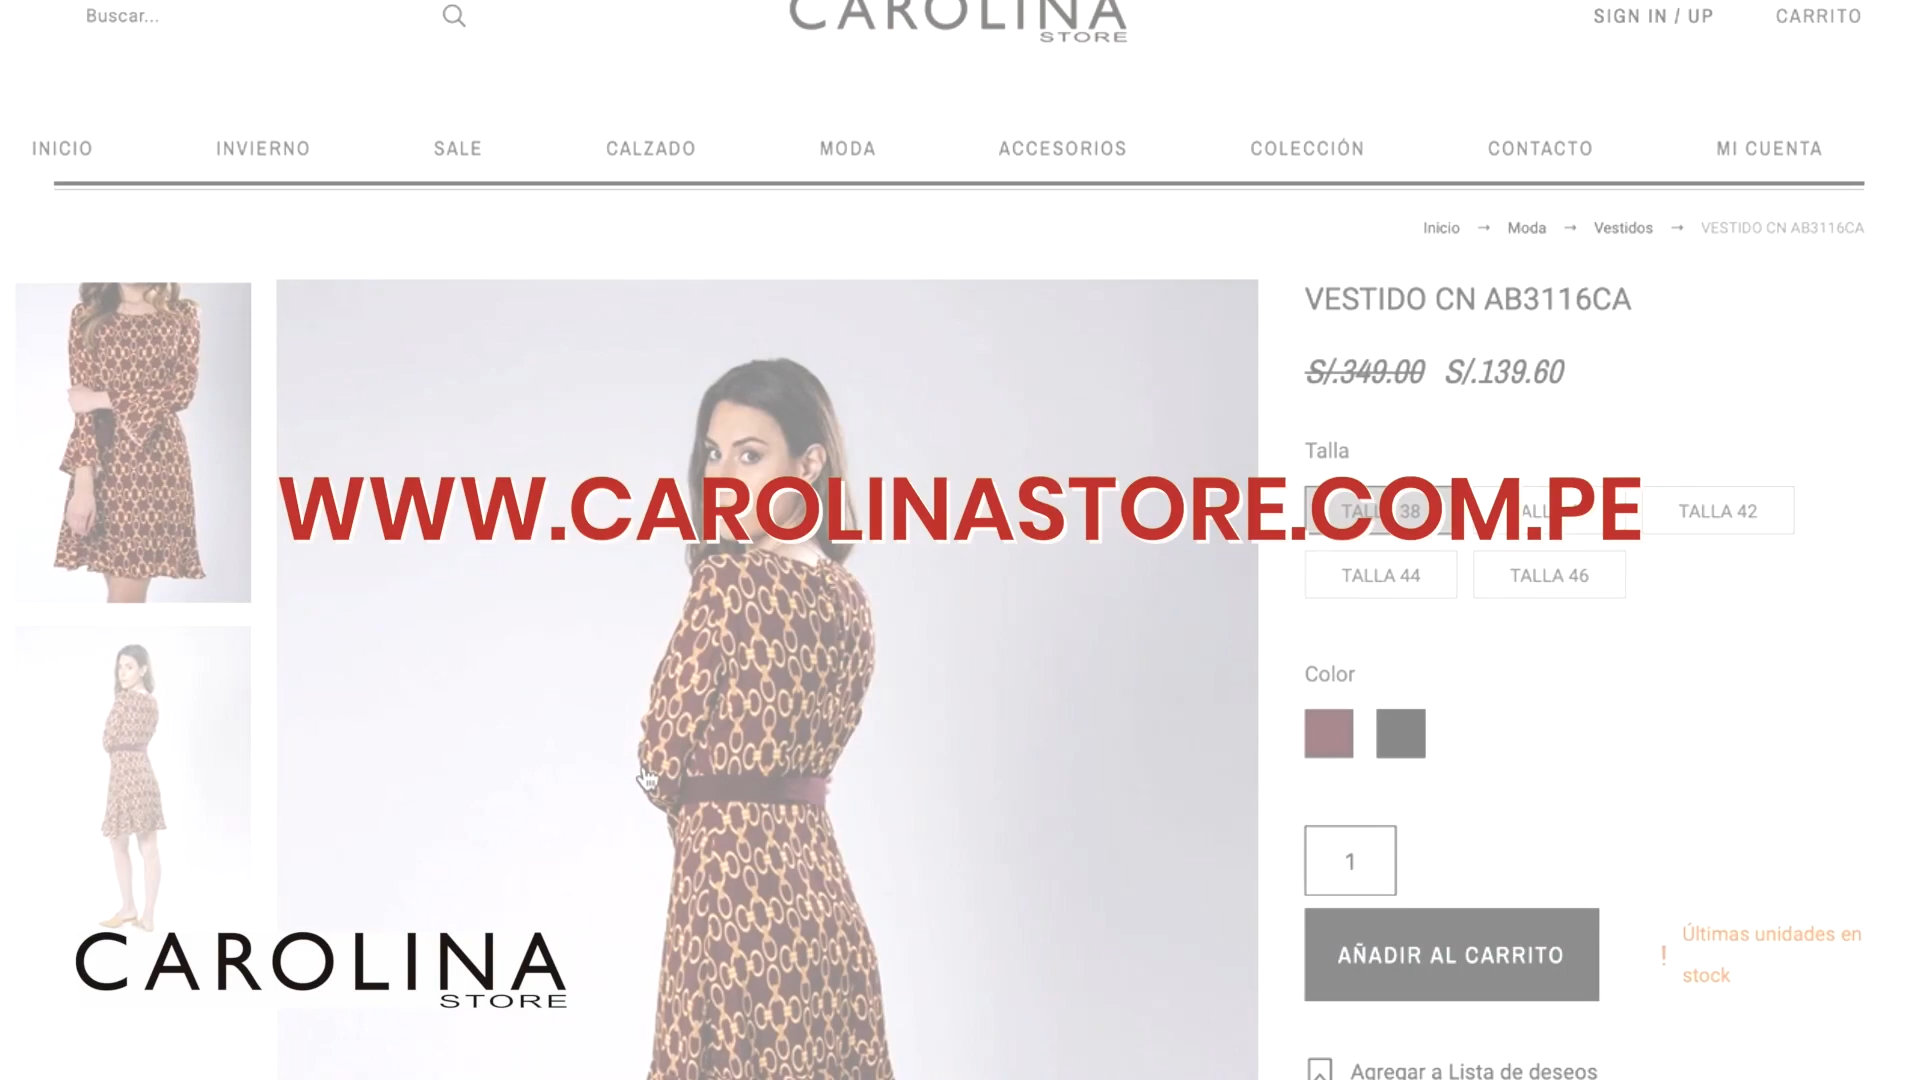 Buscar...
CAROLINA
STORE
SIGN IN / UP
CARRITO
INICIO
INVIERNO
SALE
CALZADO
MODA
ACCESORIOS
COLECCIÓN
CONTACTO
MI CUENTA
Inicio → Moda → Vestidos → VESTIDO CN AB3116CA
VESTIDO CN AB3116CA
S/.349.00 S/.139.60
Talla
WWW.CAROLINASTORE.COM.PE
TALLA 38
TALLA 42
TALLA 44
TALLA 46
Color
1
AÑADIR AL CARRITO
! Últimas unidades en
stock
CAROLINA
STORE
Agregar a Lista de deseos